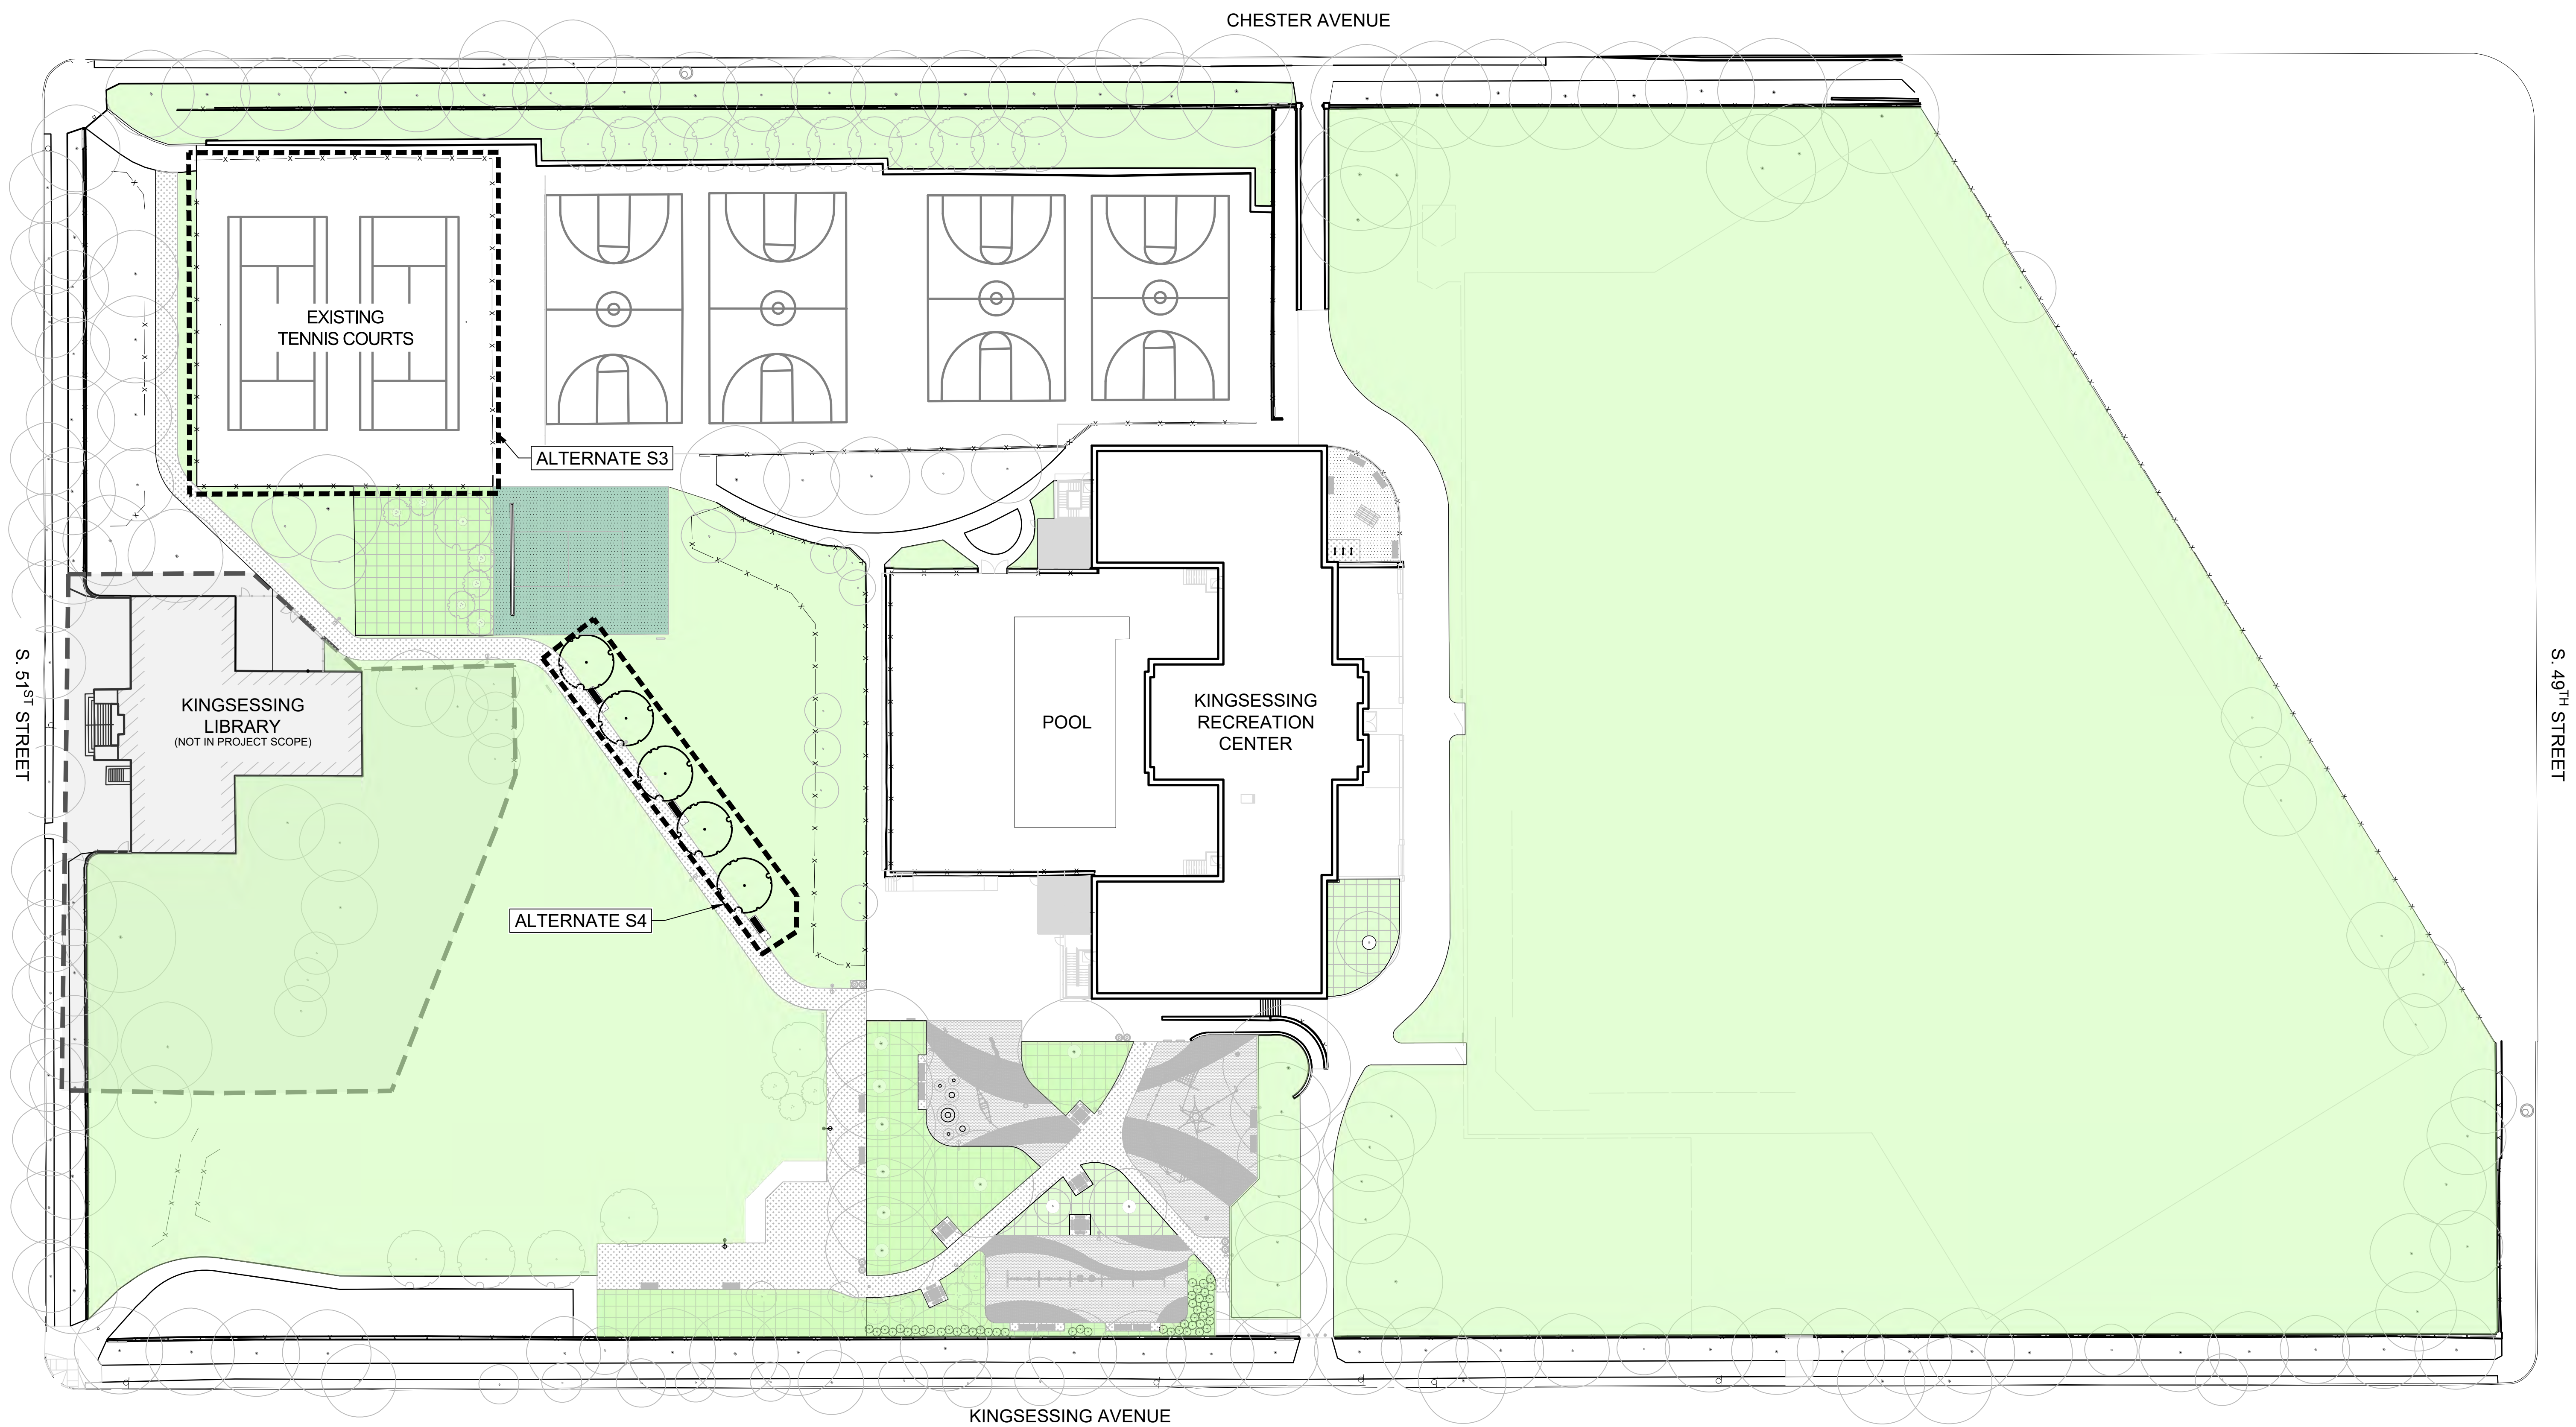 CHESTER AVENUE
EXISTING
TENNIS COURTS
ALTERNATE S3
KINGSESSING
LIBRARY
(NOT IN PROJECT SCOPE)
POOL
KINGSESSING
RECREATION
CENTER
S. 51ST STREET
S. 49TH STREET
ALTERNATE S4
KINGSESSING AVENUE